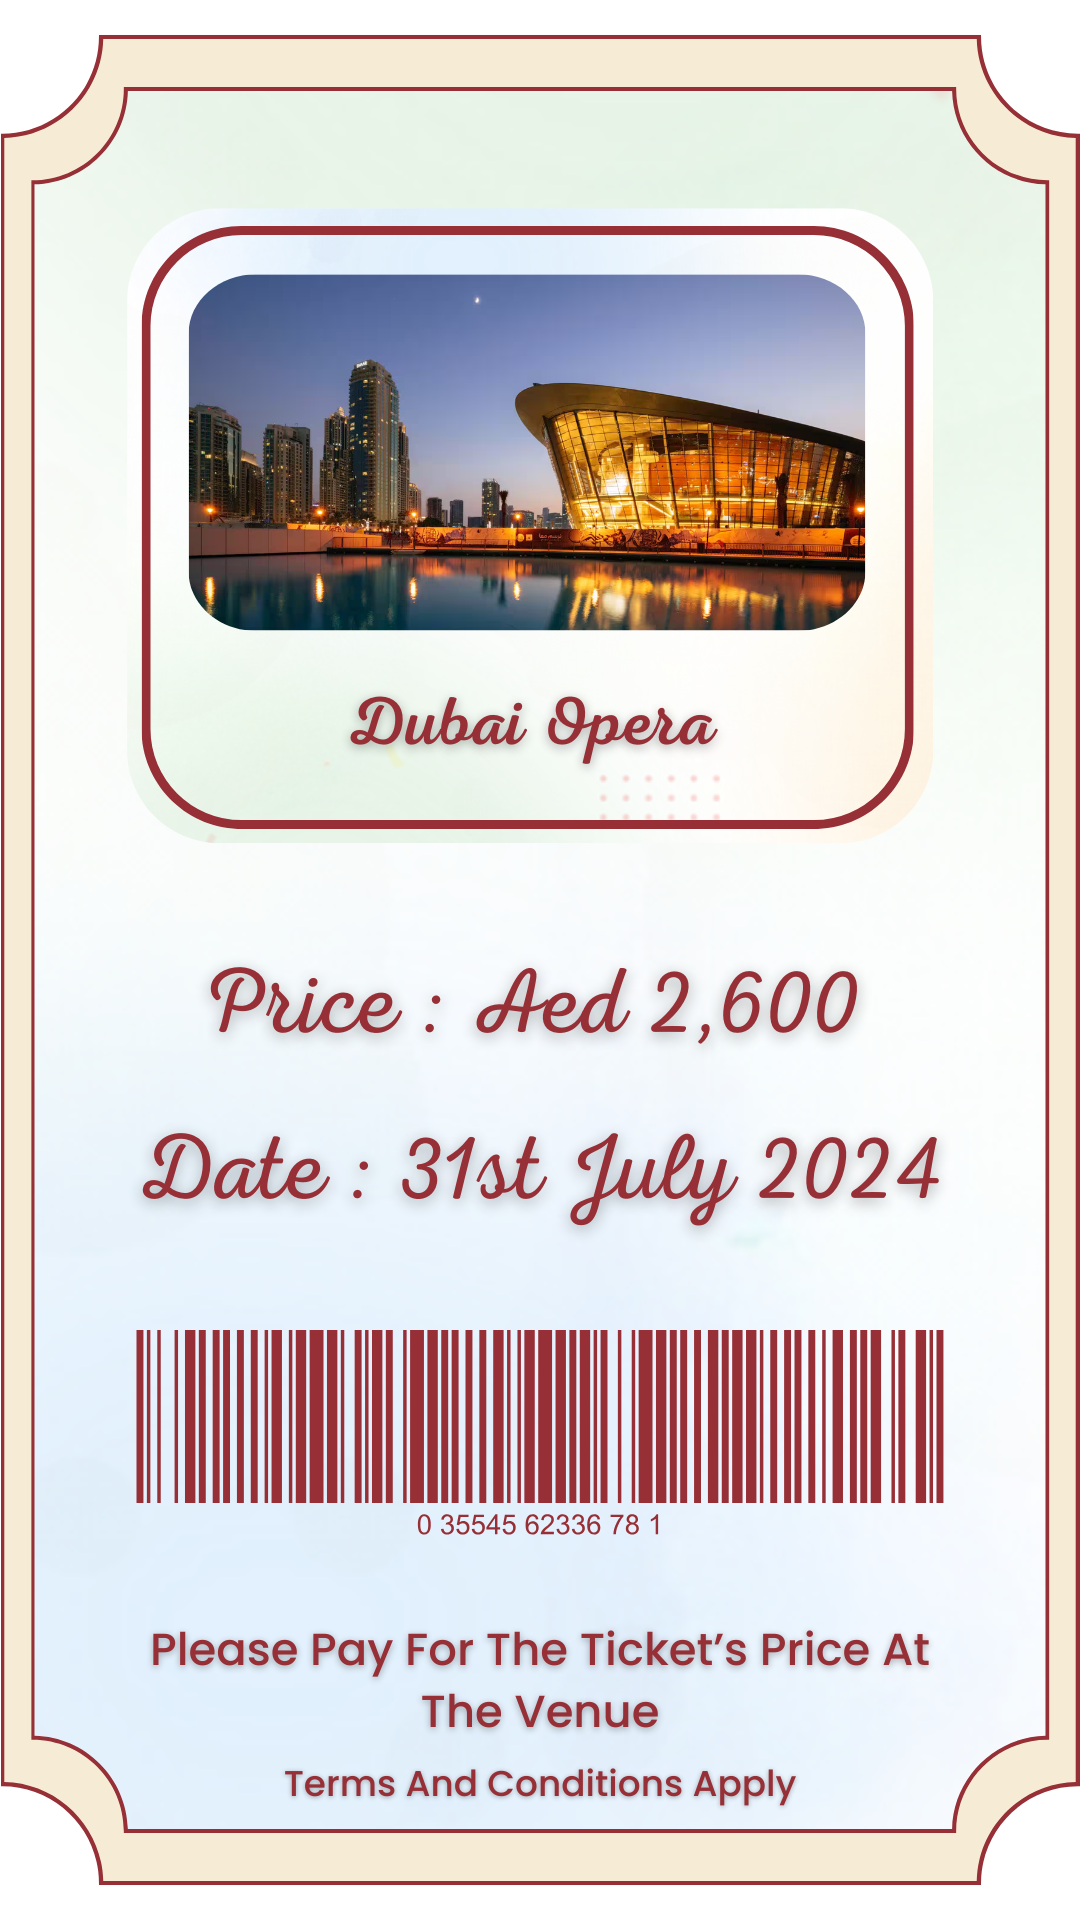 Dubai Opera
Price : Aed 2,600
Date : 31st July 2024
0 35545 62336 78 1
Please Pay For The Ticket’s Price At
The Venue
Terms And Conditions Apply